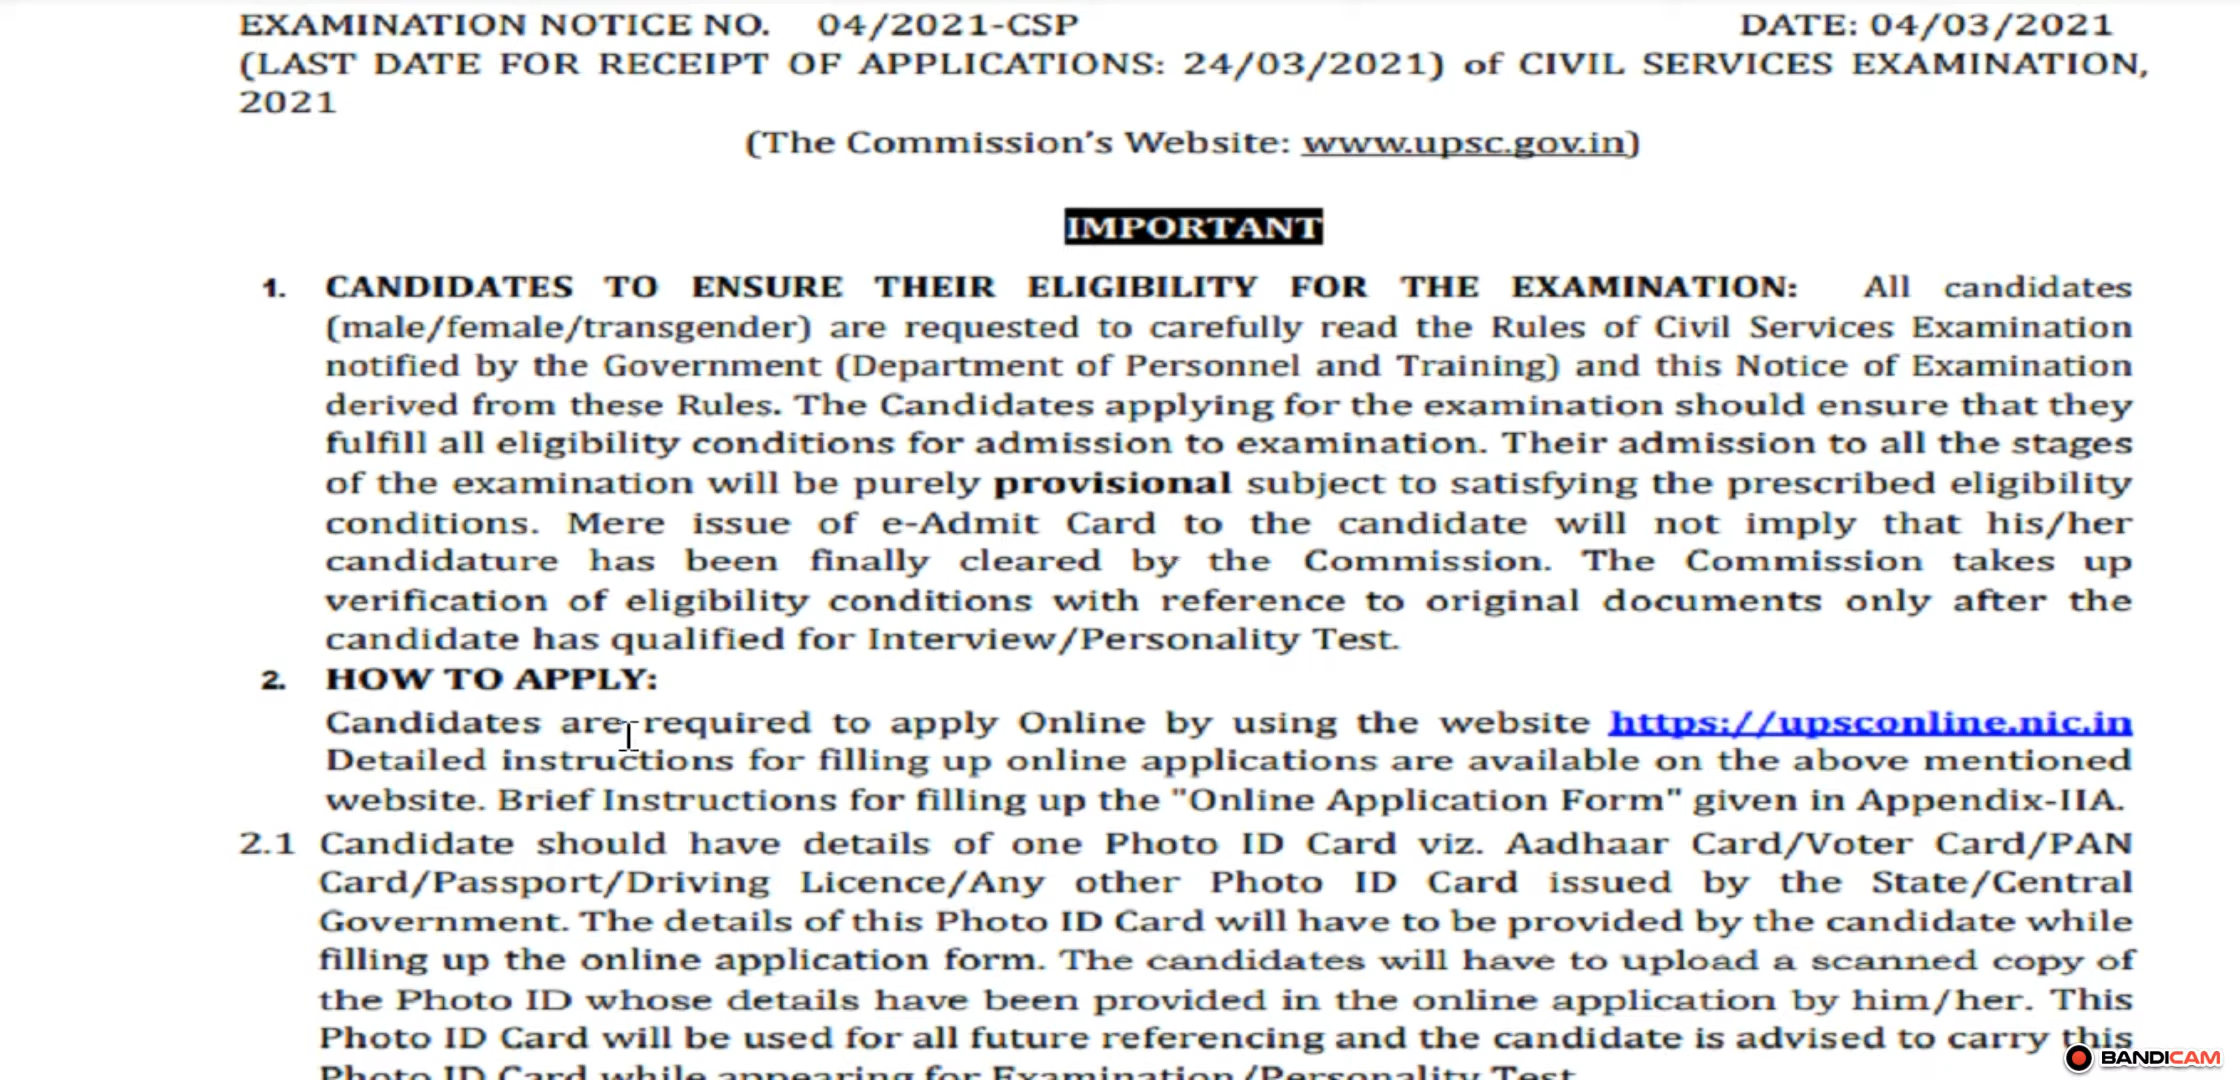 EXAMINATION NOTICE NO. 04/2021-CSP DATE: 04/03/2021
(LAST DATE FOR RECEIPT OF APPLICATIONS: 24/03/2021) of CIVIL SERVICES EXAMINATION,
2021
(The Commission's Website: www.upsc.gov.in)
IMPORTANT
1. CANDIDATES TO ENSURE THEIR ELIGIBILITY FOR THE EXAMINATION: All candidates
(male/female/transgender) are requested to carefully read the Rules of Civil Services Examination
notified by the Government (Department of Personnel and Training) and this Notice of Examination
derived from these Rules. The Candidates applying for the examination should ensure that they
fulfill all eligibility conditions for admission to examination. Their admission to all the stages
of the examination will be purely provisional subject to satisfying the prescribed eligibility
conditions. Mere issue of e-Admit Card to the candidate will not imply that his/her
candidature has been finally cleared by the Commission. The Commission takes up
verification of eligibility conditions with reference to original documents only after the
candidate has qualified for Interview/Personality Test.
2. HOW TO APPLY:
Candidates are required to apply Online by using the website https://upsconline.nic.in
Detailed instructions for filling up online applications are available on the above mentioned
website. Brief Instructions for filling up the "Online Application Form" given in Appendix-IIA.
2.1 Candidate should have details of one Photo ID Card viz. Aadhaar Card/Voter Card/PAN
Card/Passport/Driving Licence/Any other Photo ID Card issued by the State/Central
Government. The details of this Photo ID Card will have to be provided by the candidate while
filling up the online application form. The candidates will have to upload a scanned copy of
the Photo ID whose details have been provided in the online application by him/her. This
Photo ID Card will be used for all future referencing and the candidate is advised to carry this
Photo ID Card while appearing for Examination/Personality Test
BANDICAM